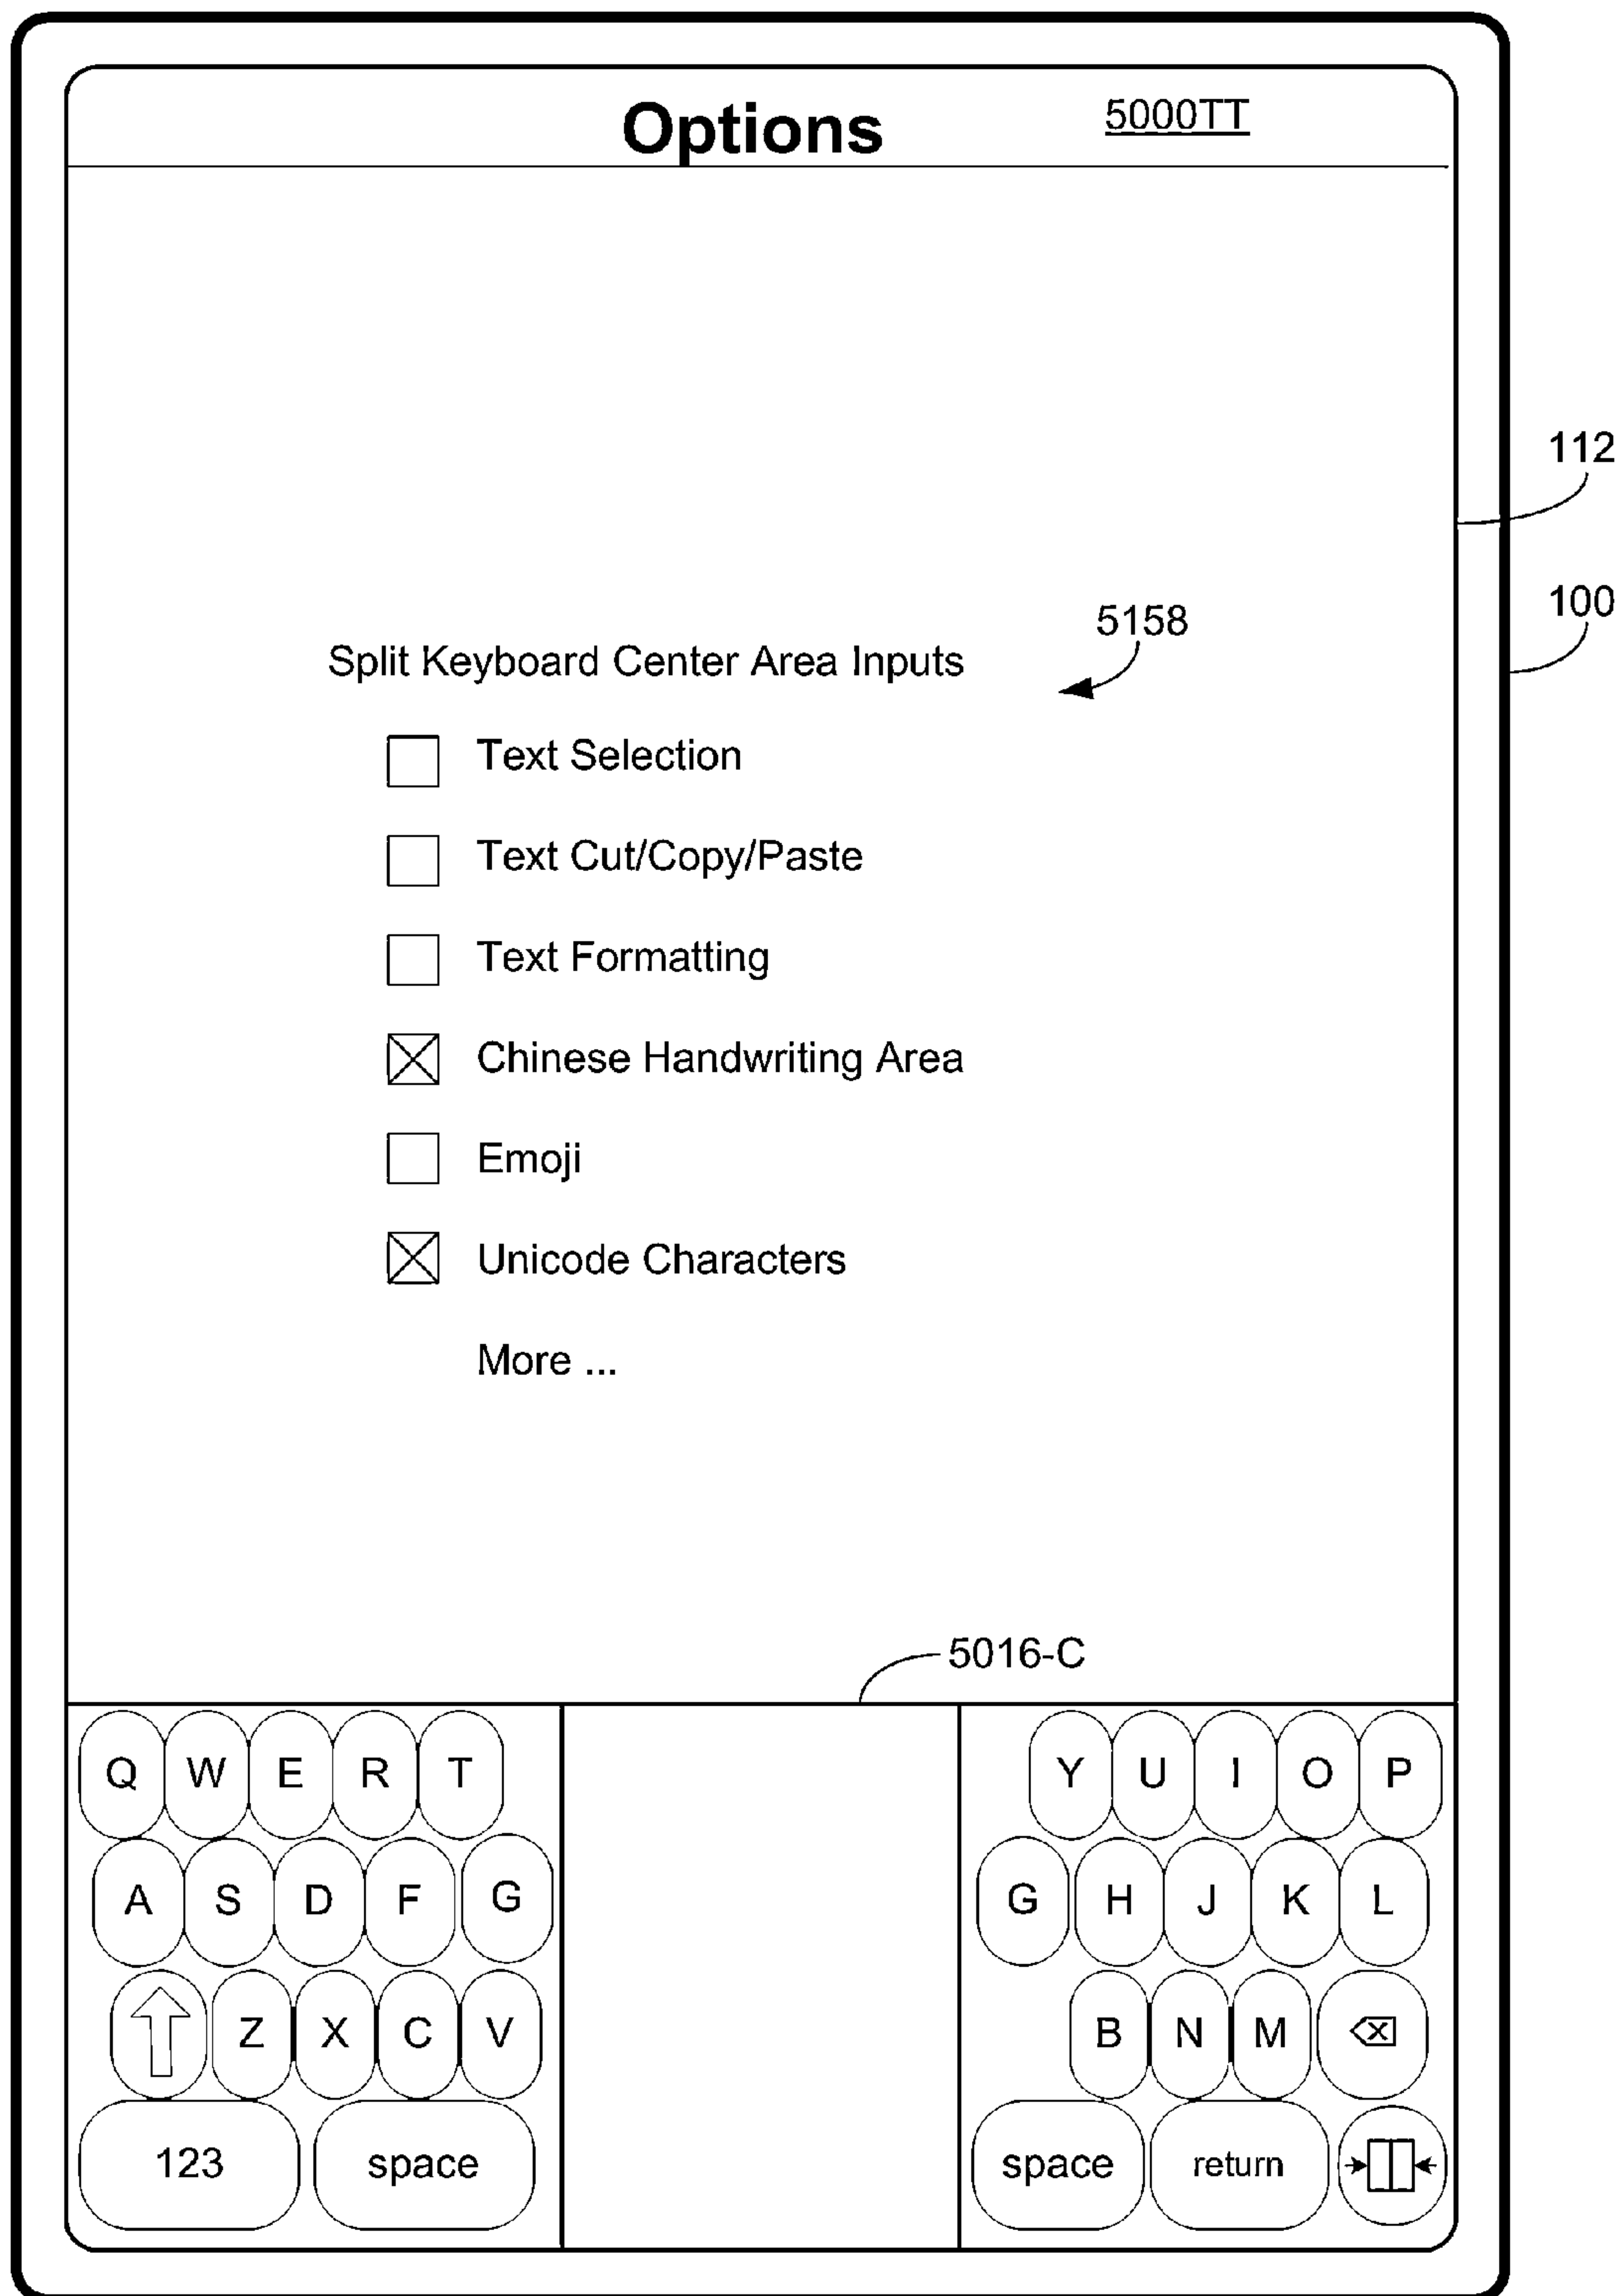 Options 5000TT
112
100
5158
Split Keyboard Center Area Inputs
Text Selection
Text Cut/Copy/Paste
Text Formatting
Chinese Handwriting Area
Emoji
Unicode Characters
More ...
5016-C
Q W E R T Y U I O P
A S D F G G H J K L
Z X C V B N M
123 space space return